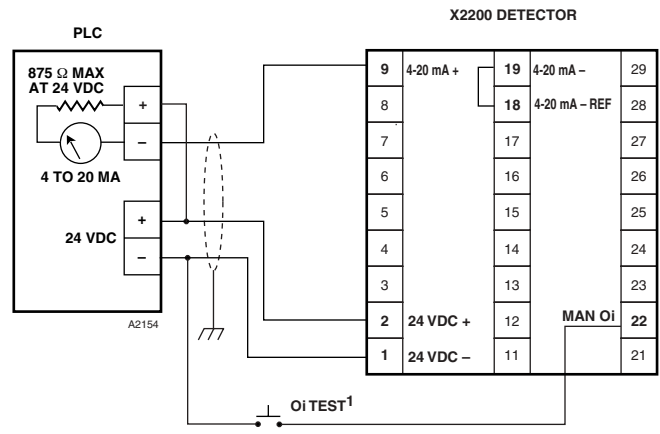 X2200 DETECTOR
PLC
875 Ω MAX
AT 24 VDC
+
–
4 TO 20 MA
+
24 VDC
–
A2154
9 4-20 mA + 19 4-20 mA – 29
8 18 4-20 mA – REF 28
7 17 27
6 16 26
5 15 25
4 14 24
3 13 23
2 24 VDC + 12 MAN Oi 22
1 24 VDC – 11 21
Oi TEST1